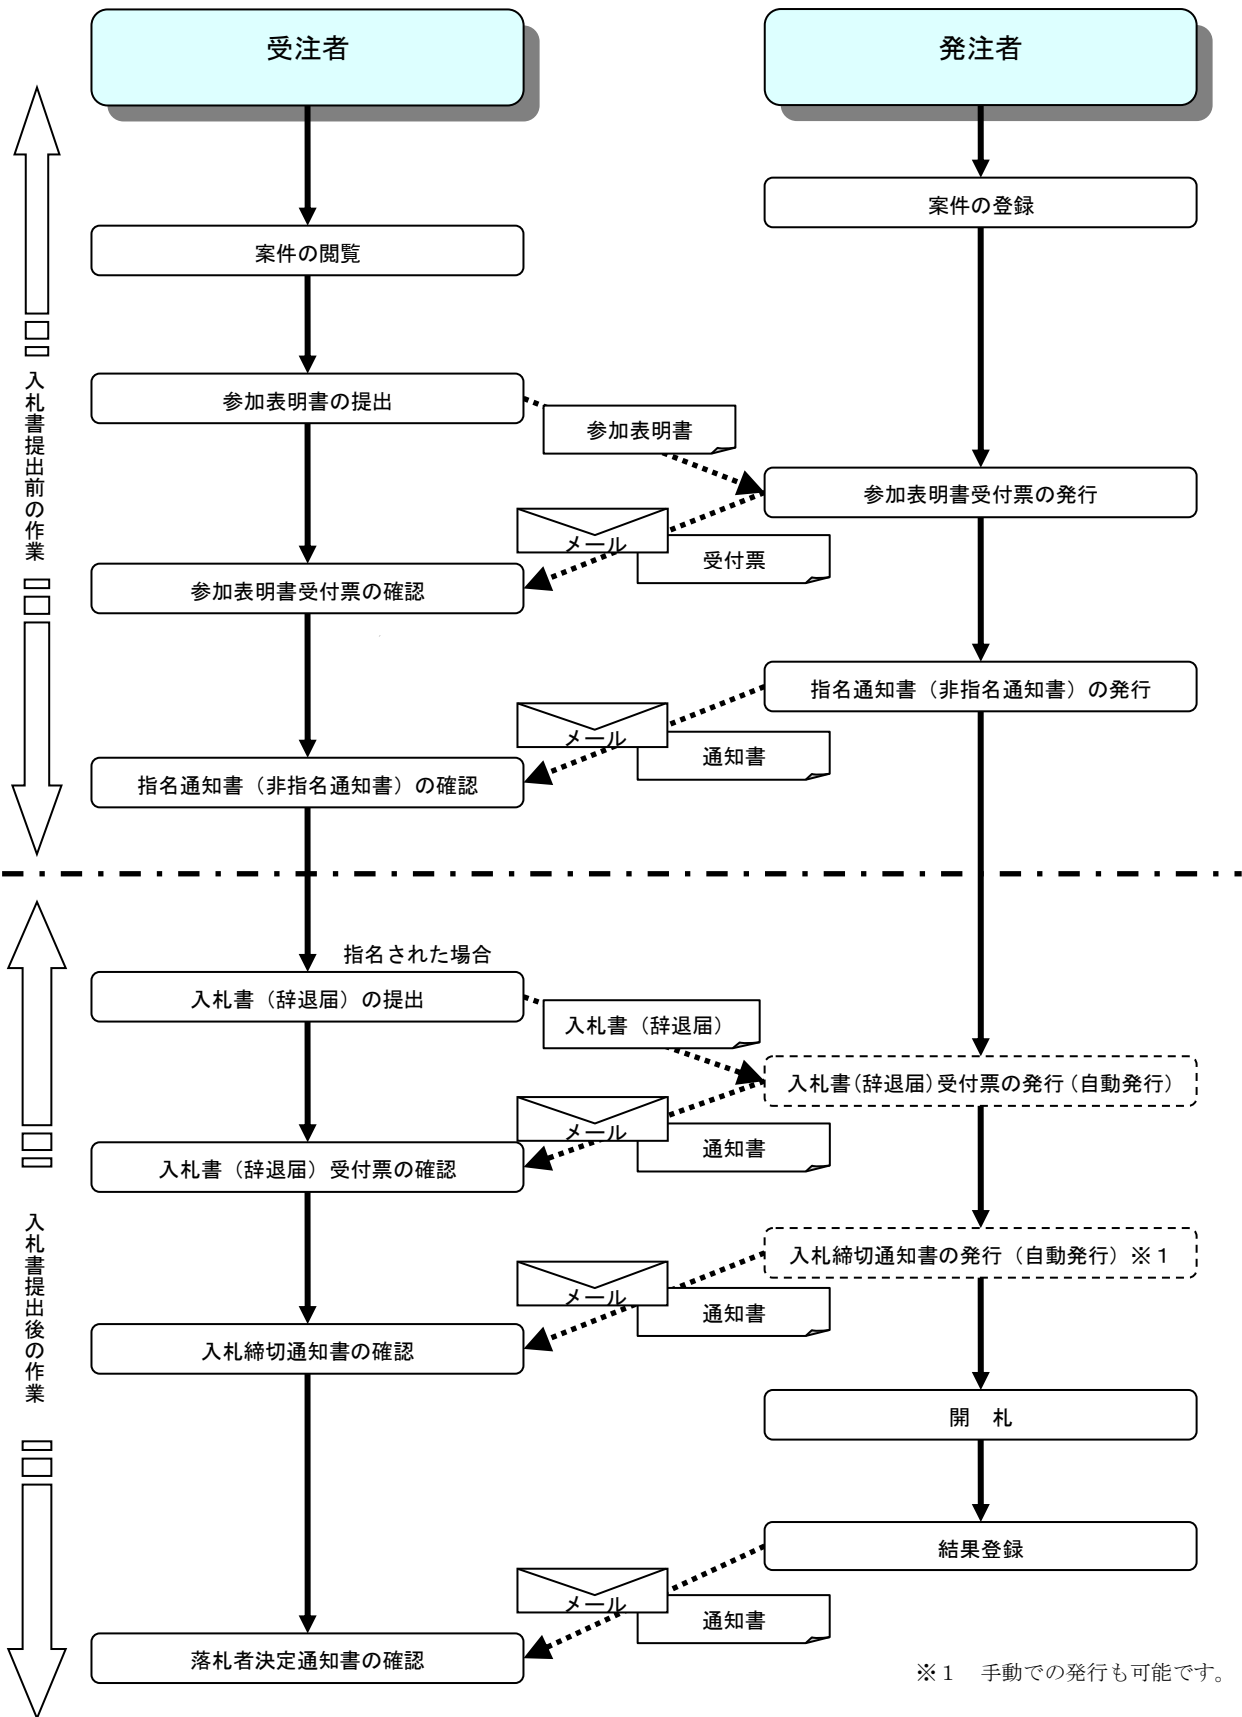 受注者
発注者
案件の登録
案件の閲覧
参加表明書の提出
参加表明書
参加表明書受付票の発行
メール
受付票
参加表明書受付票の確認
入札書提出前の作業
指名通知書（非指名通知書）の発行
メール
通知書
指名通知書（非指名通知書）の確認
指名された場合
入札書（辞退届）の提出
入札書（辞退届）
入札書（辞退届）受付票の発行（自動発行）
メール
通知書
入札書（辞退届）受付票の確認
入札締切通知書の発行（自動発行）※１
メール
通知書
入札締切通知書の確認
入札書提出後の作業
開　札
結果登録
メール
通知書
落札者決定通知書の確認
※１　手動での発行も可能です。